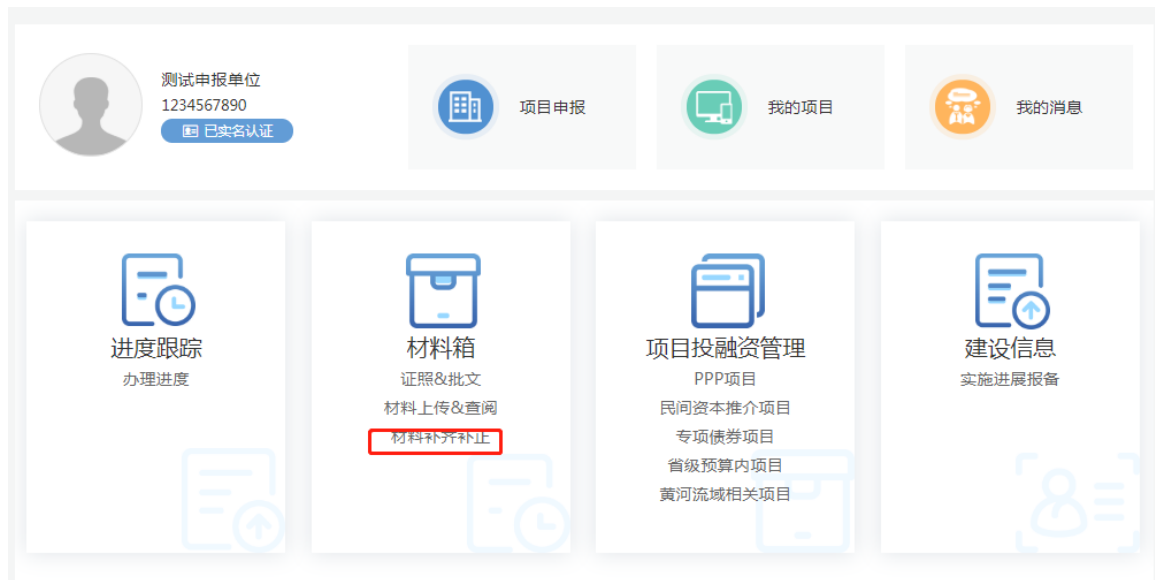 测试申报单位
1234567890
已实名认证
项目申报
我的项目
我的消息
进度跟踪
办理进度
材料箱
证照&批文
材料上传&查阅
材料补齐补正
项目投融资管理
PPP项目
民间资本推介项目
专项债券项目
省级预算内项目
黄河流域相关项目
建设信息
实施进展报备